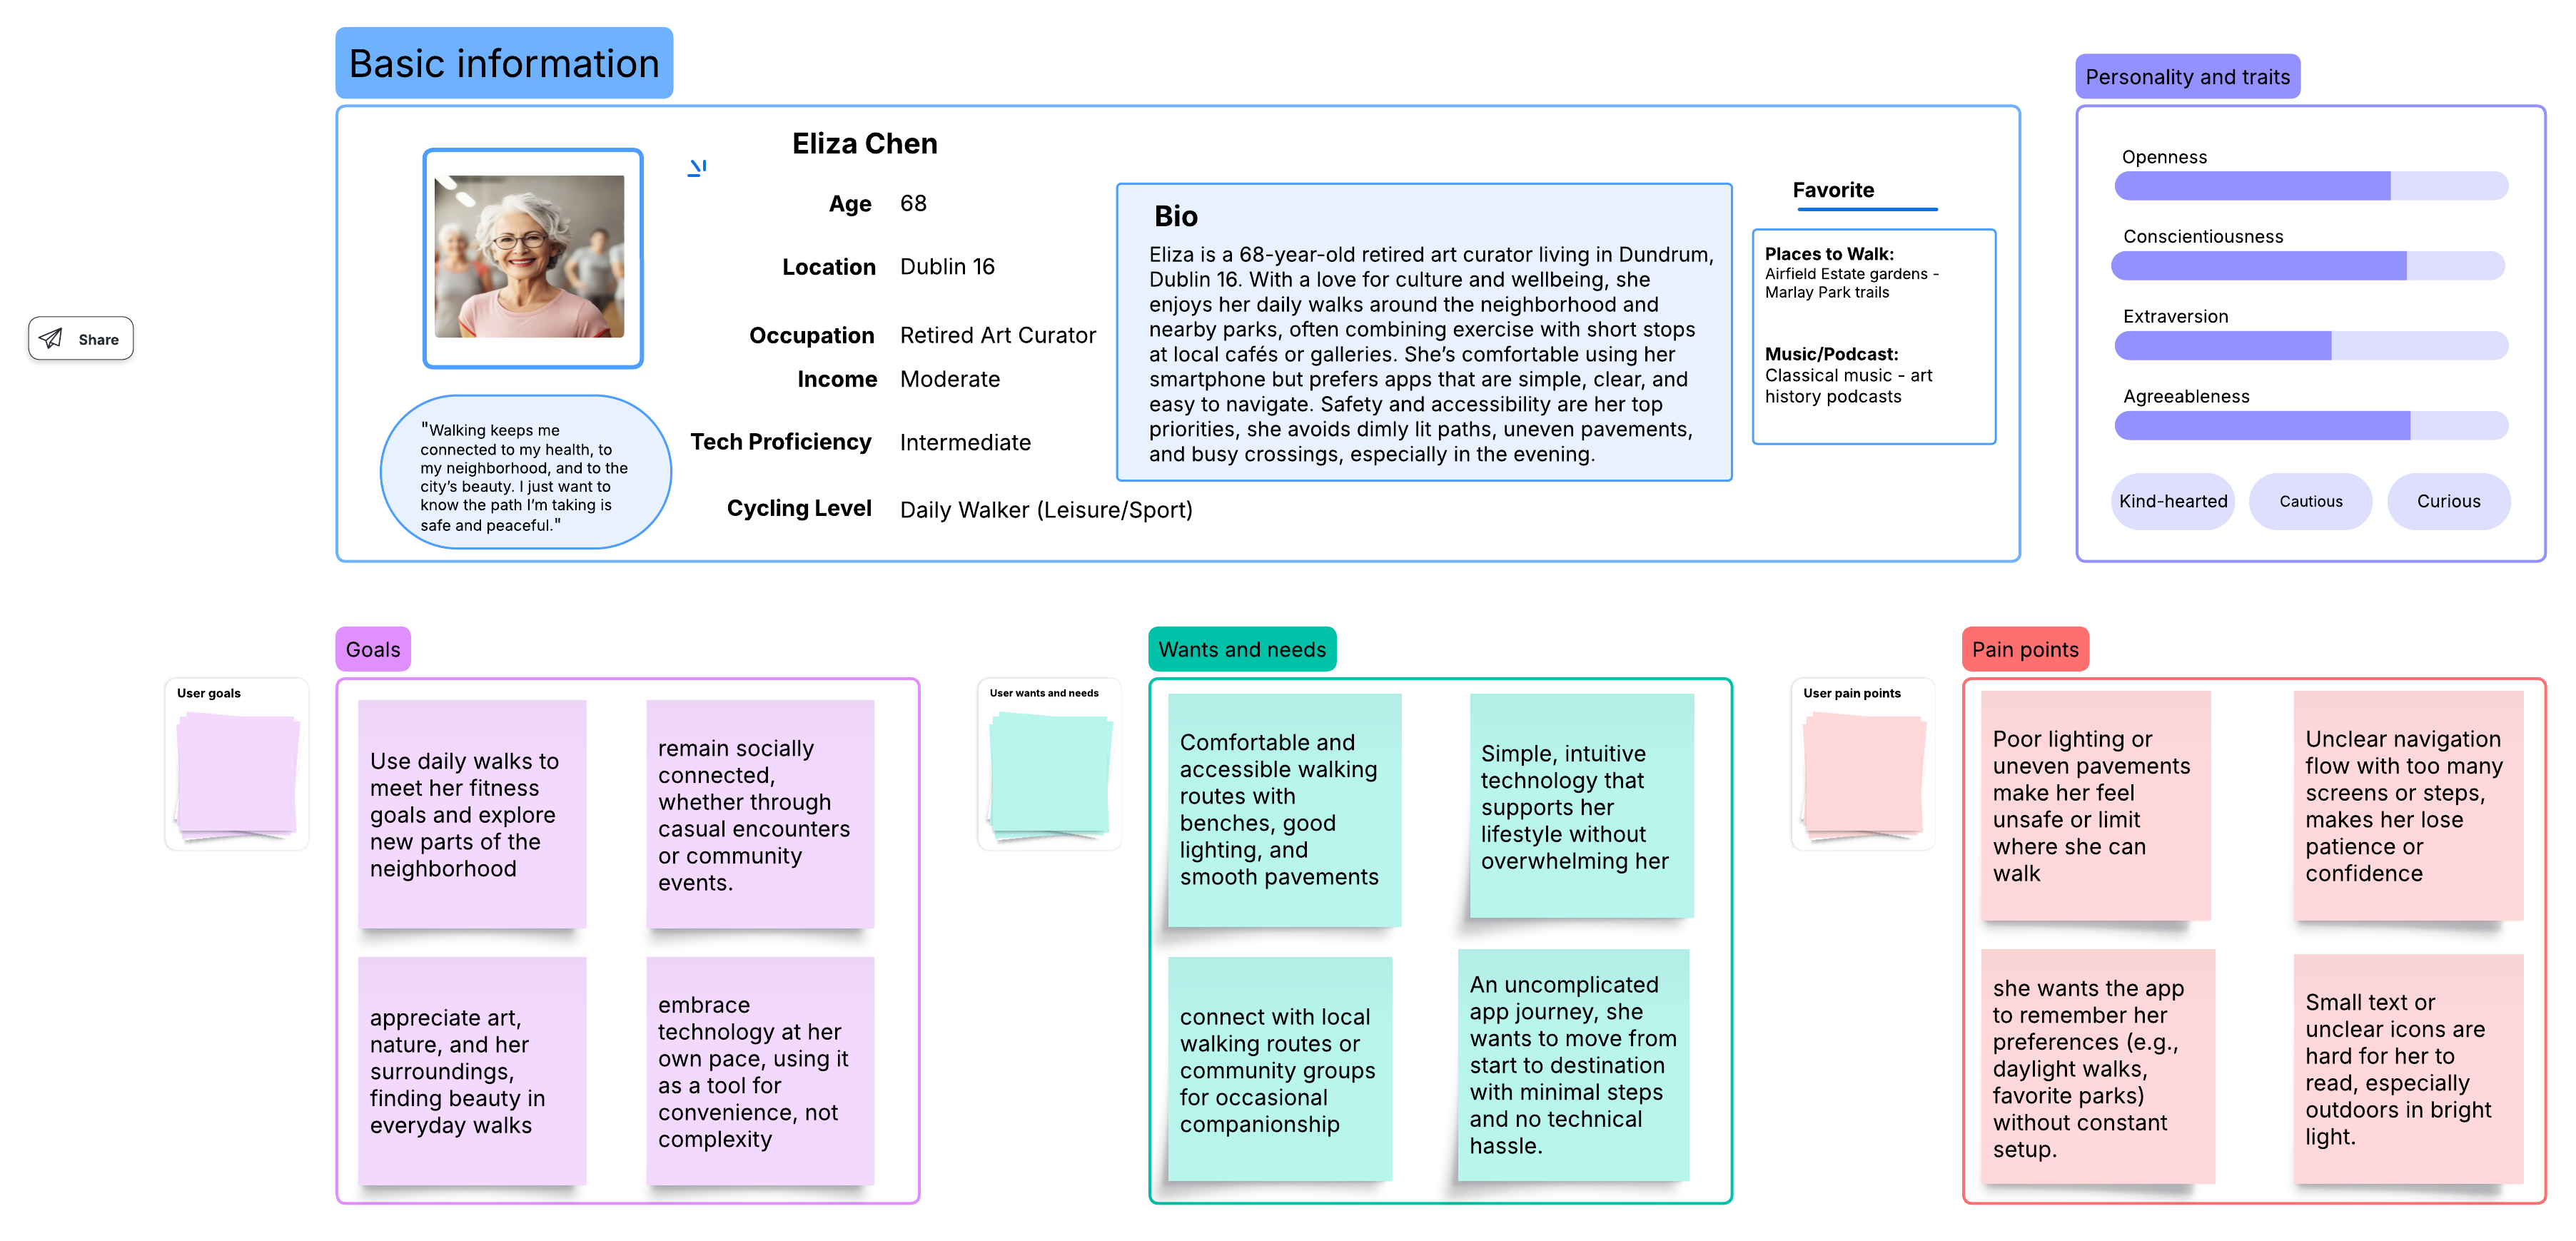 Basic information
Personality and traits
Share
Eliza Chen
Age 68
Location Dublin 16
Occupation Retired Art Curator
Income Moderate
Tech Proficiency Intermediate
Cycling Level Daily Walker (Leisure/Sport)
"Walking keeps me
connected to my health, to
my neighborhood, and to the
city's beauty. I just want to
know the path I'm taking is
safe and peaceful."
Bio
Eliza is a 68-year-old retired art curator living in Dundrum,
Dublin 16. With a love for culture and wellbeing, she
enjoys her daily walks around the neighborhood and
nearby parks, often combining exercise with short stops
at local cafés or galleries. She's comfortable using her
smartphone but prefers apps that are simple, clear, and
easy to navigate. Safety and accessibility are her top
priorities, she avoids dimly lit paths, uneven pavements,
and busy crossings, especially in the evening.
Favorite
Places to Walk:
Airfield Estate gardens -
Marlay Park trails
Music/Podcast:
Classical music - art
history podcasts
Openness
Conscientiousness
Extraversion
Agreeableness
Kind-hearted
Cautious
Curious
Goals
User goals
Use daily walks to
meet her fitness
goals and explore
new parts of the
neighborhood
remain socially
connected,
whether through
casual encounters
or community
events.
appreciate art,
nature, and her
surroundings,
finding beauty in
everyday walks
embrace
technology at her
own pace, using it
as a tool for
convenience, not
complexity
Wants and needs
User wants and needs
Comfortable and
accessible walking
routes with
benches, good
lighting, and
smooth pavements
Simple, intuitive
technology that
supports her
lifestyle without
overwhelming her
connect with local
walking routes or
community groups
for occasional
companionship
An uncomplicated
app journey, she
wants to move from
start to destination
with minimal steps
and no technical
hassle.
Pain points
User pain points
Poor lighting or
uneven pavements
make her feel
unsafe or limit
where she can
walk
Unclear navigation
flow with too many
screens or steps,
makes her lose
patience or
confidence
she wants the app
to remember her
preferences (e.g.,
daylight walks,
favorite parks)
without constant
setup.
Small text or
unclear icons are
hard for her to
read, especially
outdoors in bright
light.